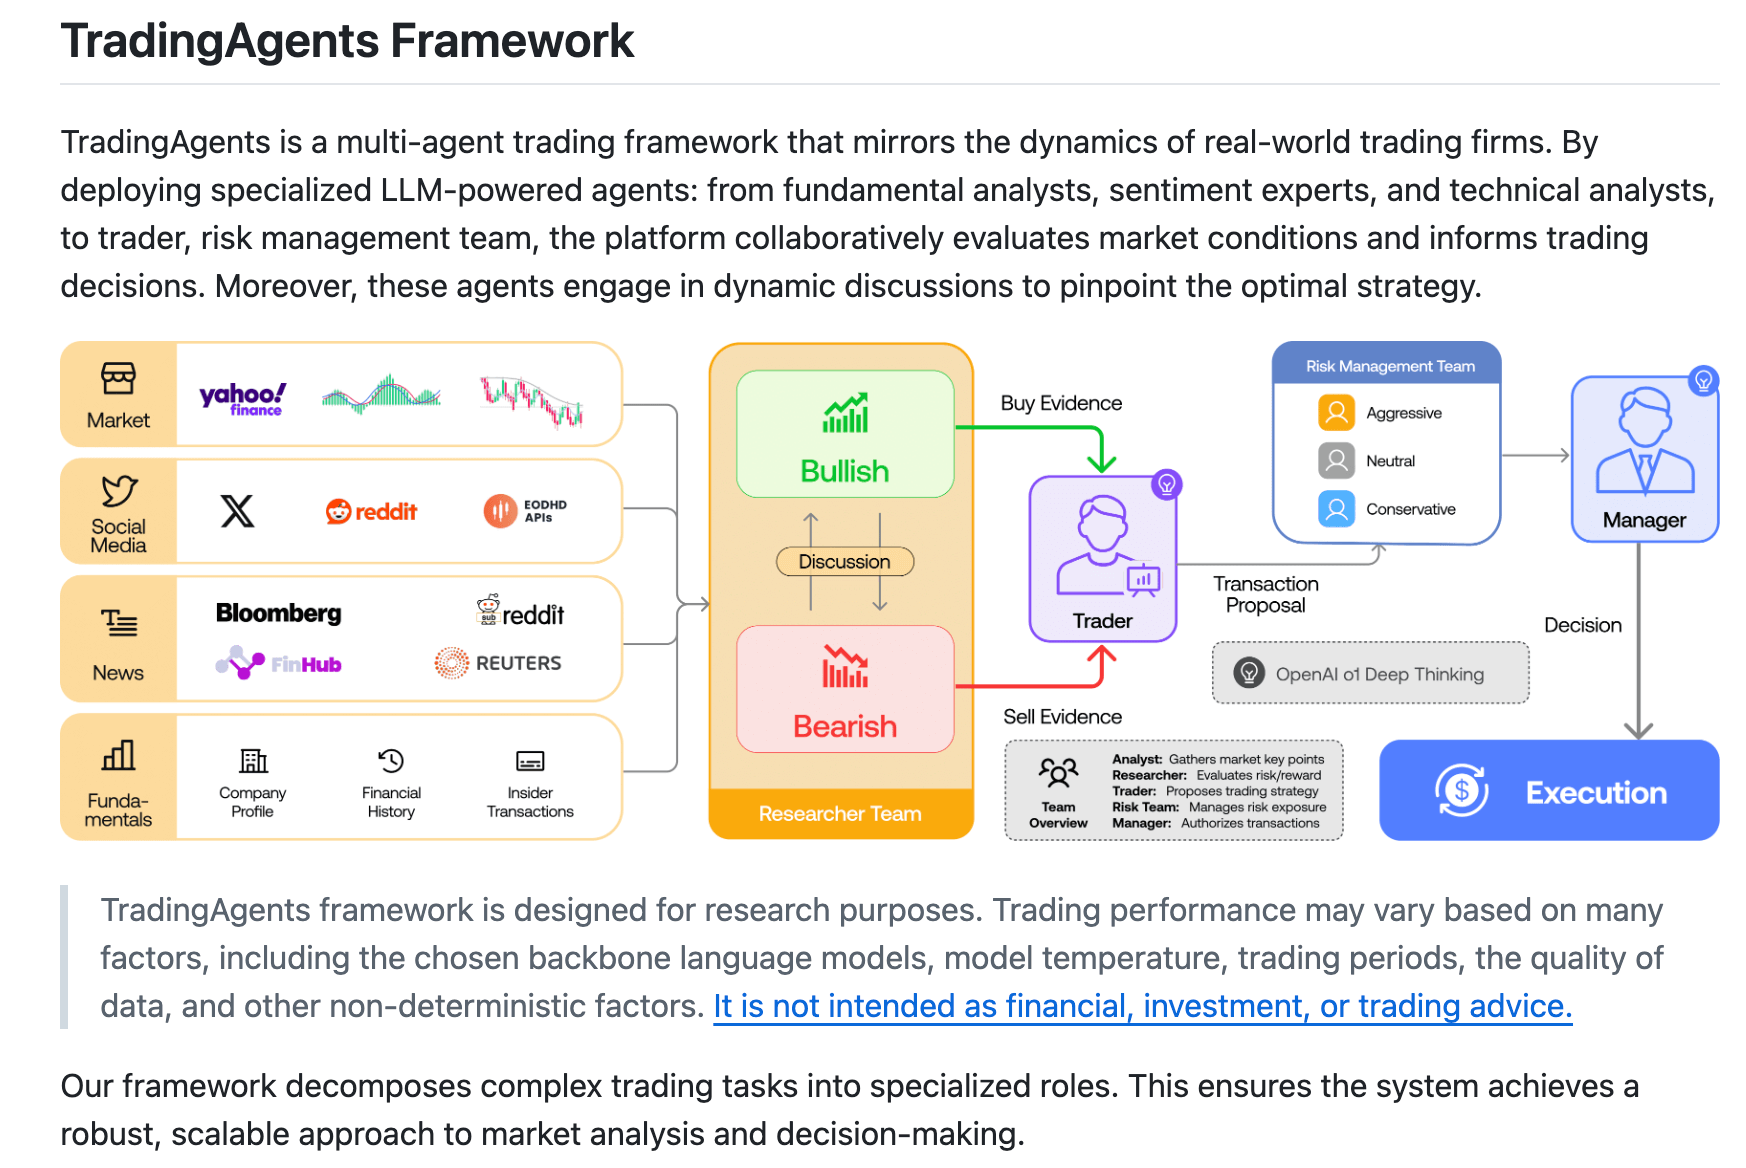 TradingAgents Framework
TradingAgents is a multi-agent trading framework that mirrors the dynamics of real-world trading firms. By
deploying specialized LLM-powered agents: from fundamental analysts, sentiment experts, and technical analysts,
to trader, risk management team, the platform collaboratively evaluates market conditions and informs trading
decisions. Moreover, these agents engage in dynamic discussions to pinpoint the optimal strategy.
Market
yahoo!
finance
Social
Media
X
reddit
EODHD
APIs
News
Bloomberg
sub
reddit
FinHub
REUTERS
Funda-
mentals
Company
Profile
Financial
History
Insider
Transactions
Bullish
Discussion
Bearish
Researcher Team
Buy Evidence
Trader
Sell Evidence
Transaction
Proposal
Risk Management Team
Aggressive
Neutral
Conservative
Manager
Decision
OpenAI o1 Deep Thinking
Team
Overview
Analyst: Gathers market key points
Researcher: Evaluates risk/reward
Trader: Proposes trading strategy
Risk Team: Manages risk exposure
Manager: Authorizes transactions
$
Execution
TradingAgents framework is designed for research purposes. Trading performance may vary based on many
factors, including the chosen backbone language models, model temperature, trading periods, the quality of
data, and other non-deterministic factors. It is not intended as financial, investment, or trading advice.
Our framework decomposes complex trading tasks into specialized roles. This ensures the system achieves a
robust, scalable approach to market analysis and decision-making.